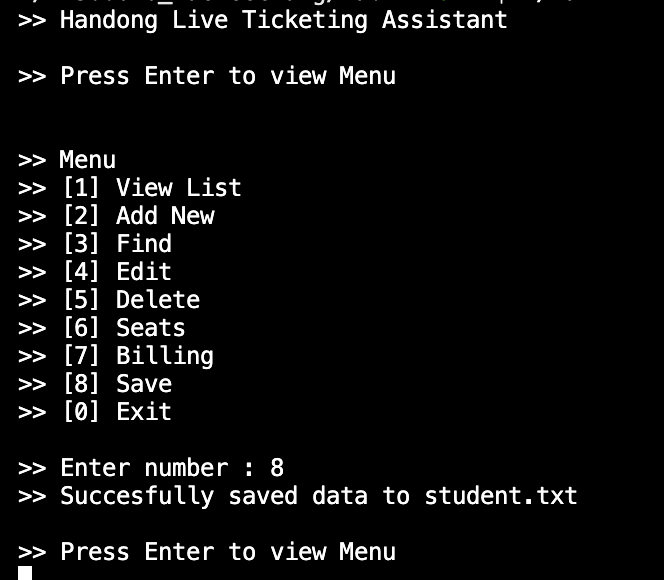 >> Handong Live Ticketing Assistant
>> Press Enter to view Menu
>> Menu
>> [1] View List
>> [2] Add New
>> [3] Find
>> [4] Edit
>> [5] Delete
>> [6] Seats
>> [7] Billing
>> [8] Save
>> [0] Exit
>> Enter number : 8
>> Succesfully saved data to student.txt
>> Press Enter to view Menu